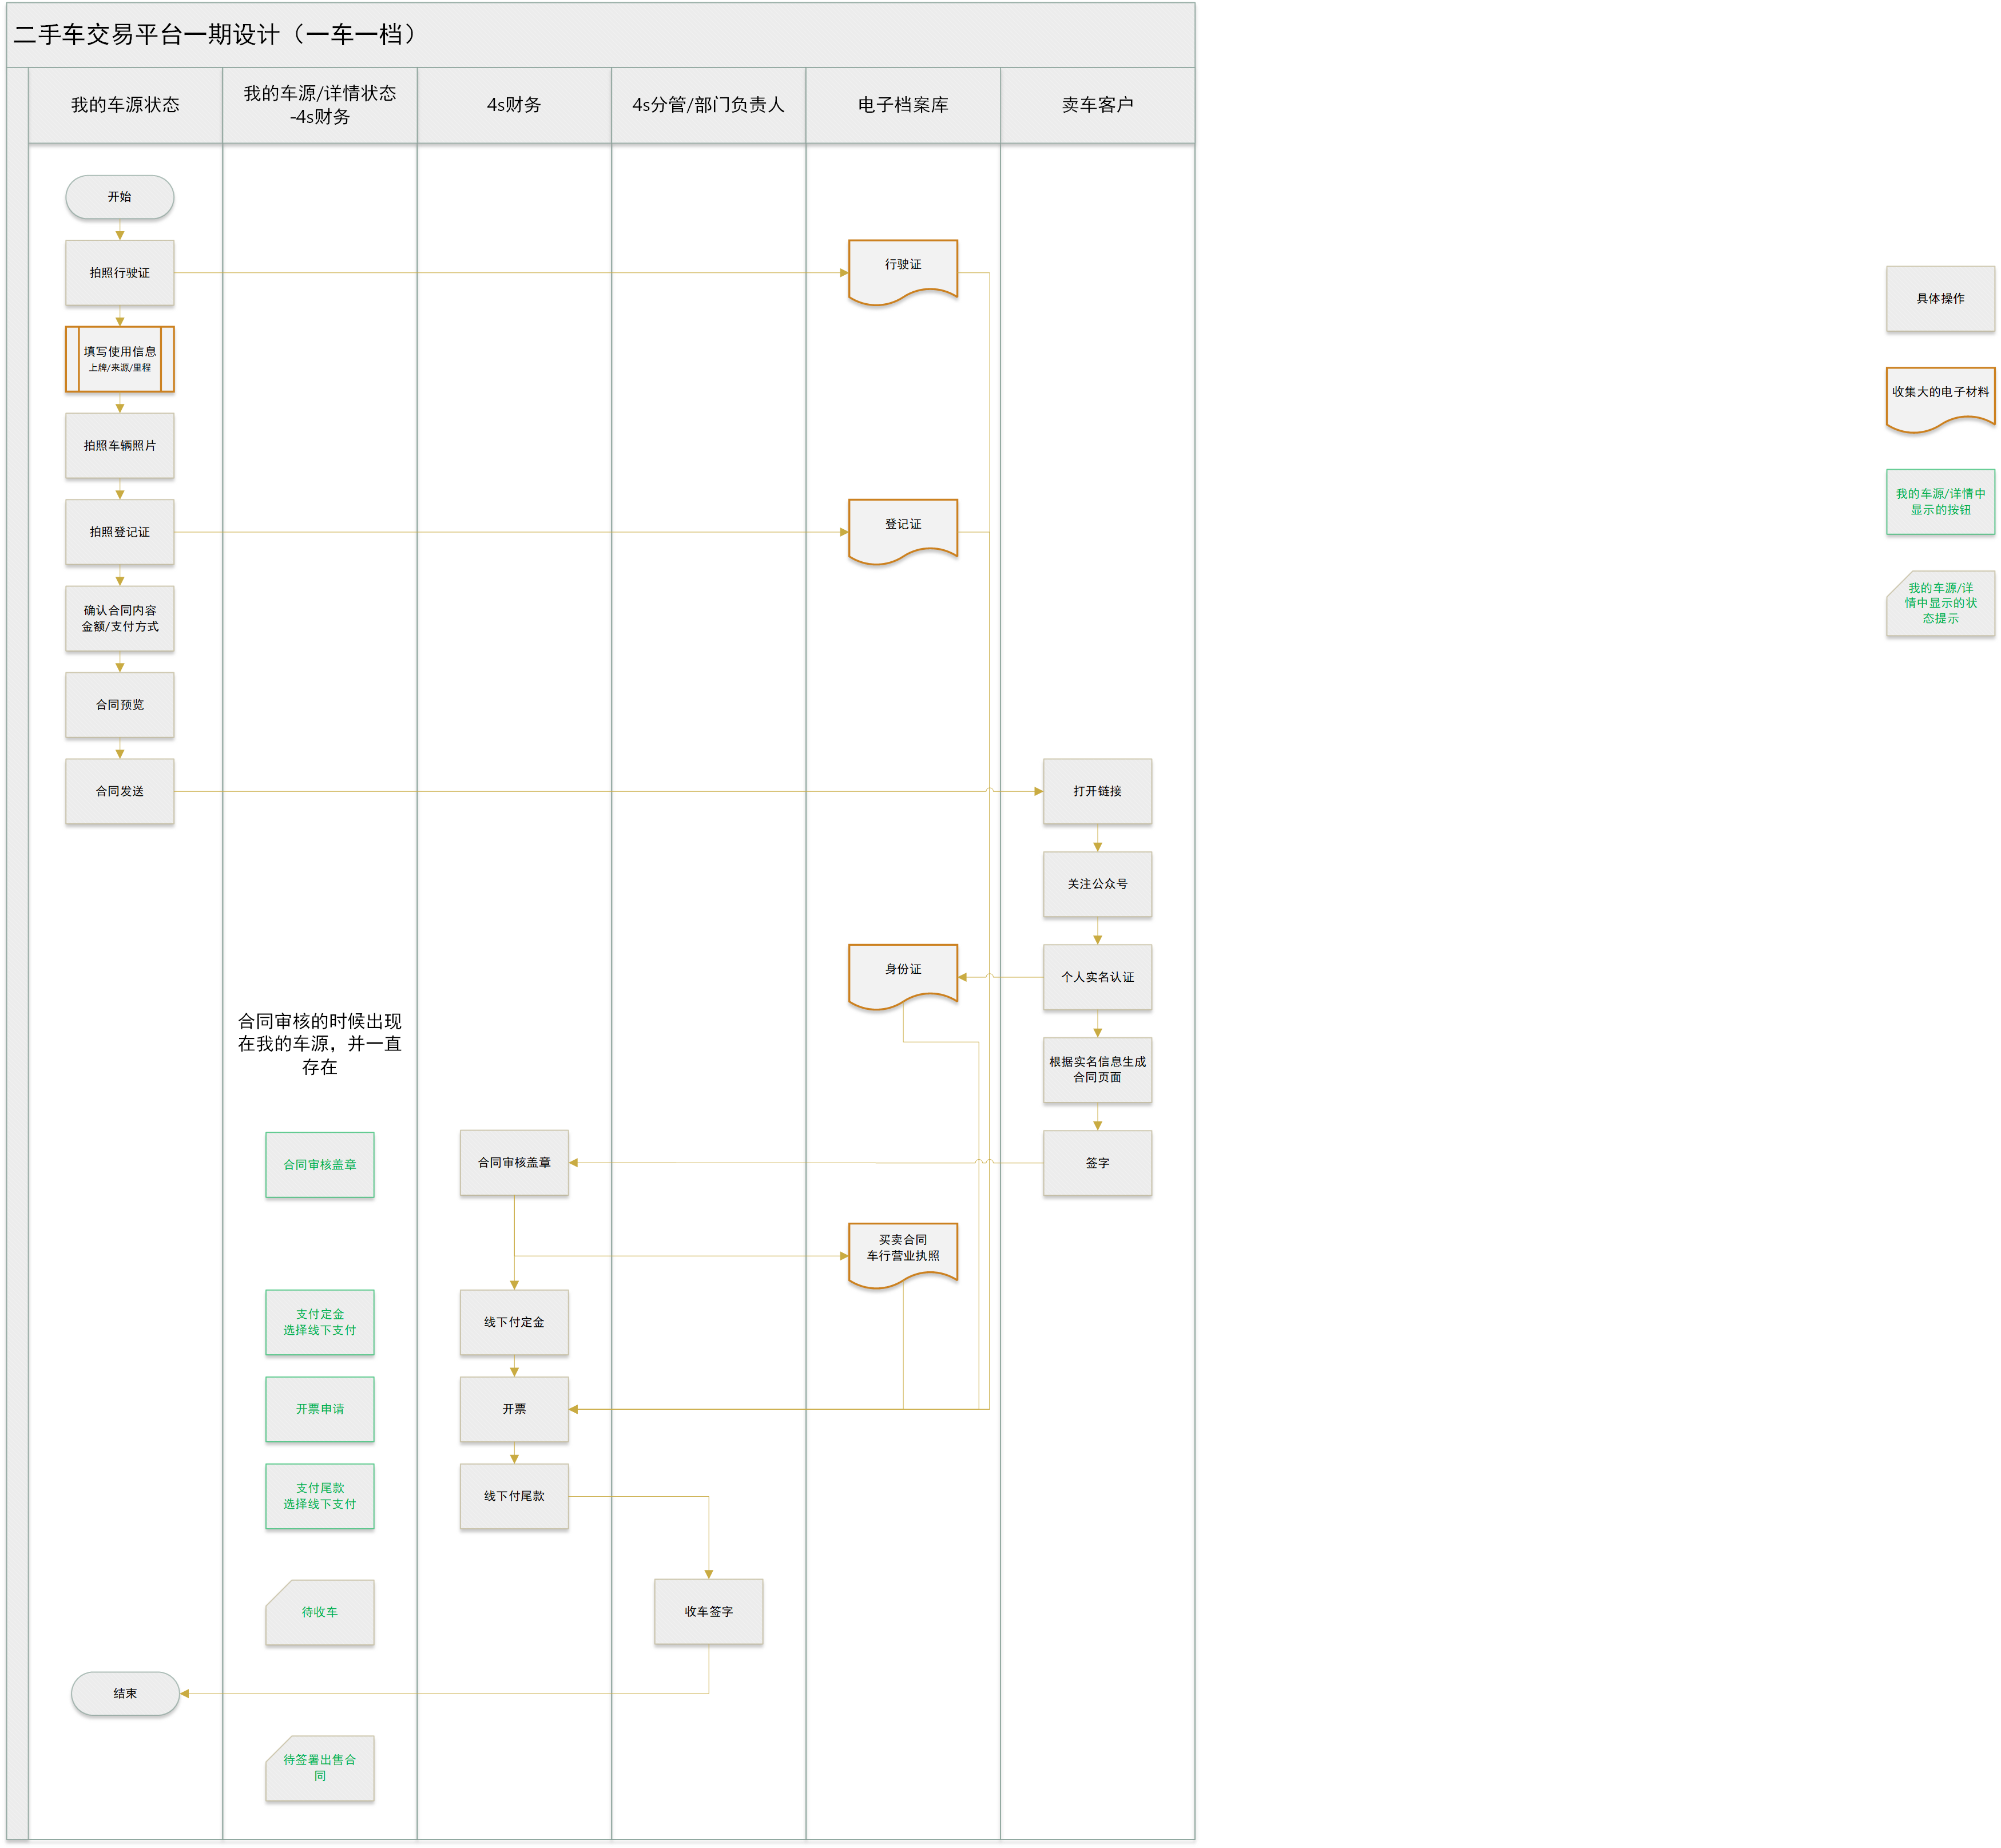 二手车交易平台一期设计（一车一档）
我的车源状态
我的车源/详情状态
-4s财务
4s财务
4s分管/部门负责人
电子档案库
卖车客户
开始
拍照行驶证
行驶证
具体操作
填写使用信息
上牌/来源/里程
收集大的电子材料
拍照车辆照片
我的车源/详情中
显示的按钮
拍照登记证
登记证
我的车源/详
情中显示的状
态提示
确认合同内容
金额/支付方式
合同预览
合同发送
打开链接
关注公众号
身份证
个人实名认证
合同审核的时候出现
在我的车源，并一直
存在
根据实名信息生成
合同页面
合同审核盖章
合同审核盖章
签字
买卖合同
车行营业执照
支付定金
选择线下支付
线下付定金
开票申请
开票
支付尾款
选择线下支付
线下付尾款
待收车
收车签字
结束
待签署出售合
同